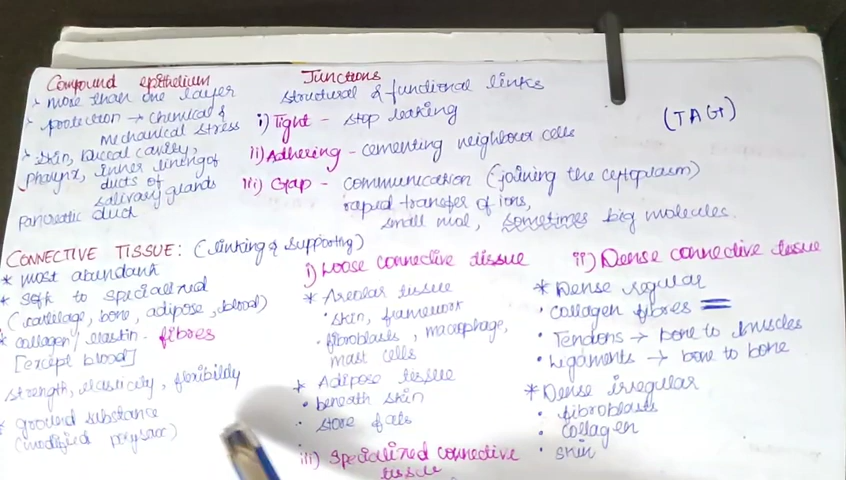 Compound epithelium
> more than one layer
> protection → chemical &
mechanical stress
> skin, buccal cavity,
pharynx, inner lining of
ducts of
salivary glands
pancreatic duct
Junctions
structural & functional links
i) Tight - stop leaking
(TAG)
ii) Adhering - cementing neighbour cells
iii) Gap - communication (joining the cytoplasm)
rapid transfer of ions,
small mol, sometimes big molecules.
CONNECTIVE TISSUE: (linking & supporting)
* most abundant
* soft to specialised
(cartilage, bone, adipose, blood)
* collagen/elastin - fibres
[except blood]
strength, elasticity, flexibility
* ground substance
(modified polysacc)
i) Loose connective tissue
* Areolar tissue
· skin, framework
· fibroblasts, macrophage,
mast cells
* Adipose tissue
• beneath skin
• store fats
iii) Specialized connective
tissue
ii) Dense connective tissue
* Dense regular
• collagen fibres
• Tendons → bone to muscles
• Ligaments → bone to bone
* Dense irregular
• fibroblasts
• collagen
• skin